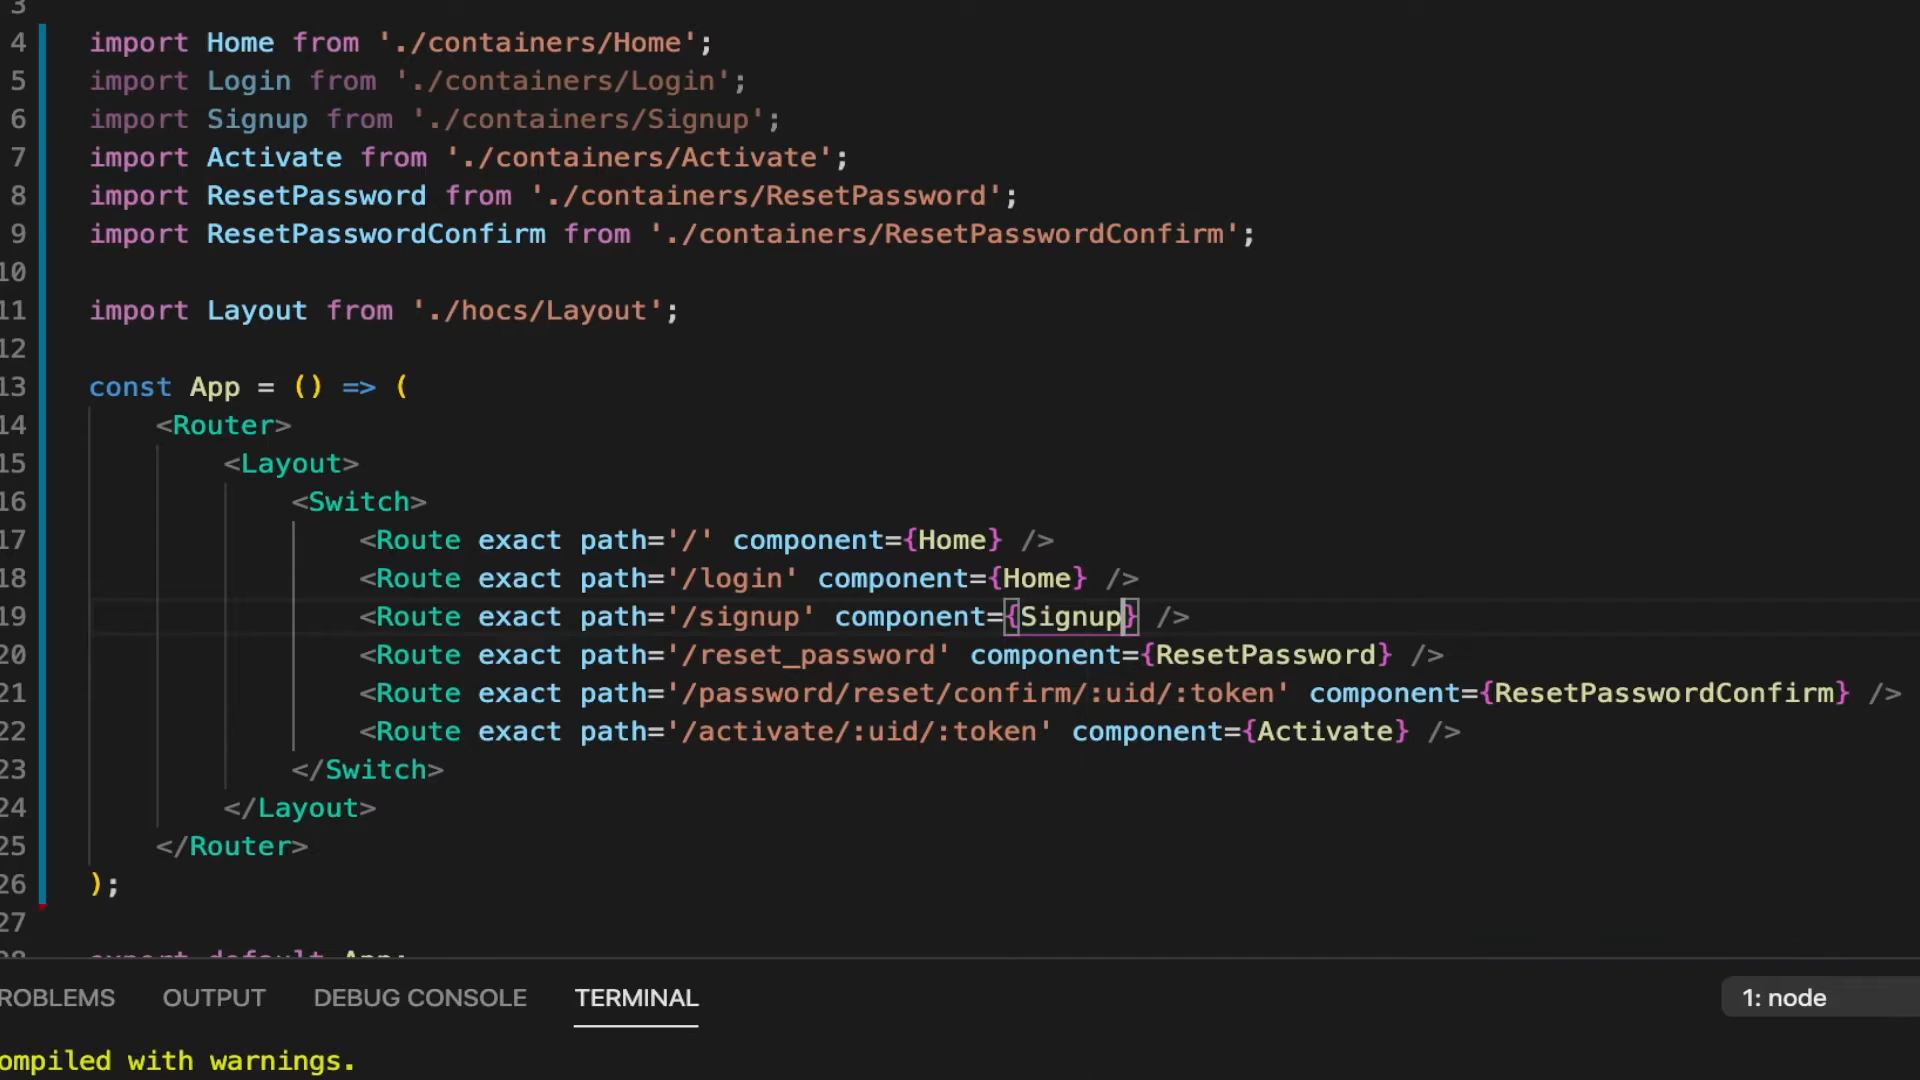 3
4 import Home from './containers/Home';
5 import Login from './containers/Login';
6 import Signup from './containers/Signup';
7 import Activate from './containers/Activate';
8 import ResetPassword from './containers/ResetPassword';
9 import ResetPasswordConfirm from './containers/ResetPasswordConfirm';
10
11 import Layout from './hocs/Layout';
12
13 const App = () => (
14 <Router>
15 <Layout>
16 <Switch>
17 <Route exact path='/' component={Home} />
18 <Route exact path='/login' component={Home} />
19 <Route exact path='/signup' component={Signup} />
20 <Route exact path='/reset_password' component={ResetPassword} />
21 <Route exact path='/password/reset/confirm/:uid/:token' component={ResetPasswordConfirm} />
22 <Route exact path='/activate/:uid/:token' component={Activate} />
23 </Switch>
24 </Layout>
25 </Router>
26 );
27
28 export default App;
ROBLEMS OUTPUT DEBUG CONSOLE TERMINAL 1: node
ompiled with warnings.